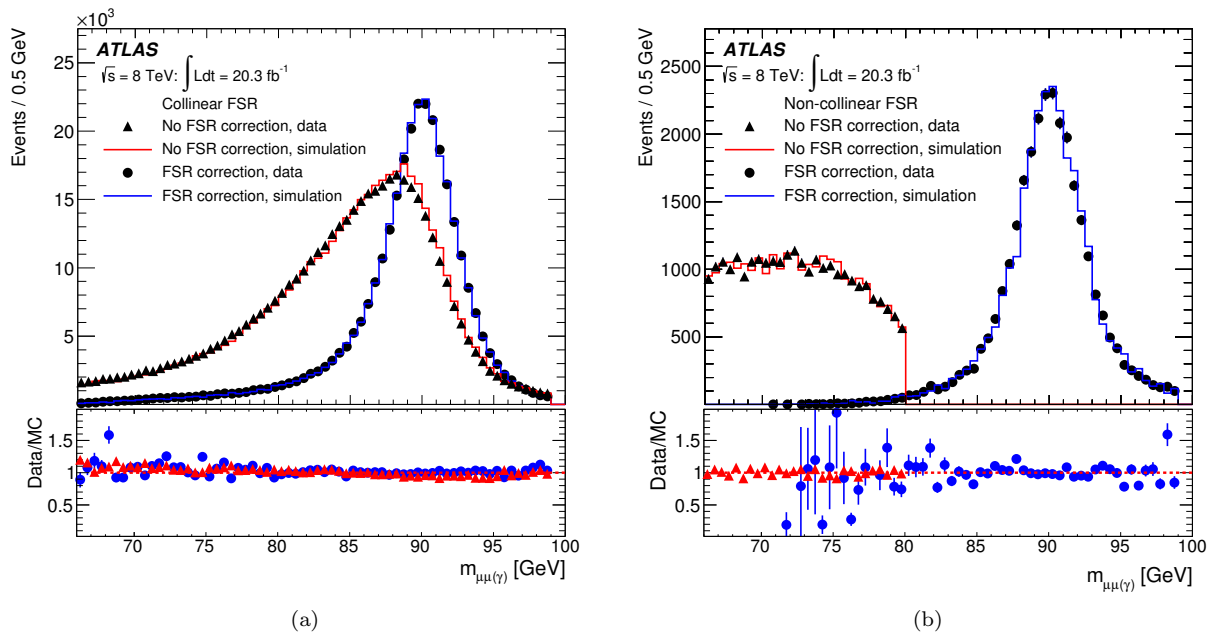 ×10³
ATLAS
√s = 8 TeV: ∫ Ldt = 20.3 fb⁻¹
Collinear FSR
No FSR correction, data
No FSR correction, simulation
FSR correction, data
FSR correction, simulation
Events / 0.5 GeV
25
20
15
10
5
Data/MC
1.5
1
0.5
70 75 80 85 90 95 100
mμμ(γ) [GeV]
(a)
ATLAS
√s = 8 TeV: ∫ Ldt = 20.3 fb⁻¹
Non-collinear FSR
No FSR correction, data
No FSR correction, simulation
FSR correction, data
FSR correction, simulation
Events / 0.5 GeV
2500
2000
1500
1000
500
Data/MC
1.5
1
0.5
70 75 80 85 90 95 100
mμμ(γ) [GeV]
(b)